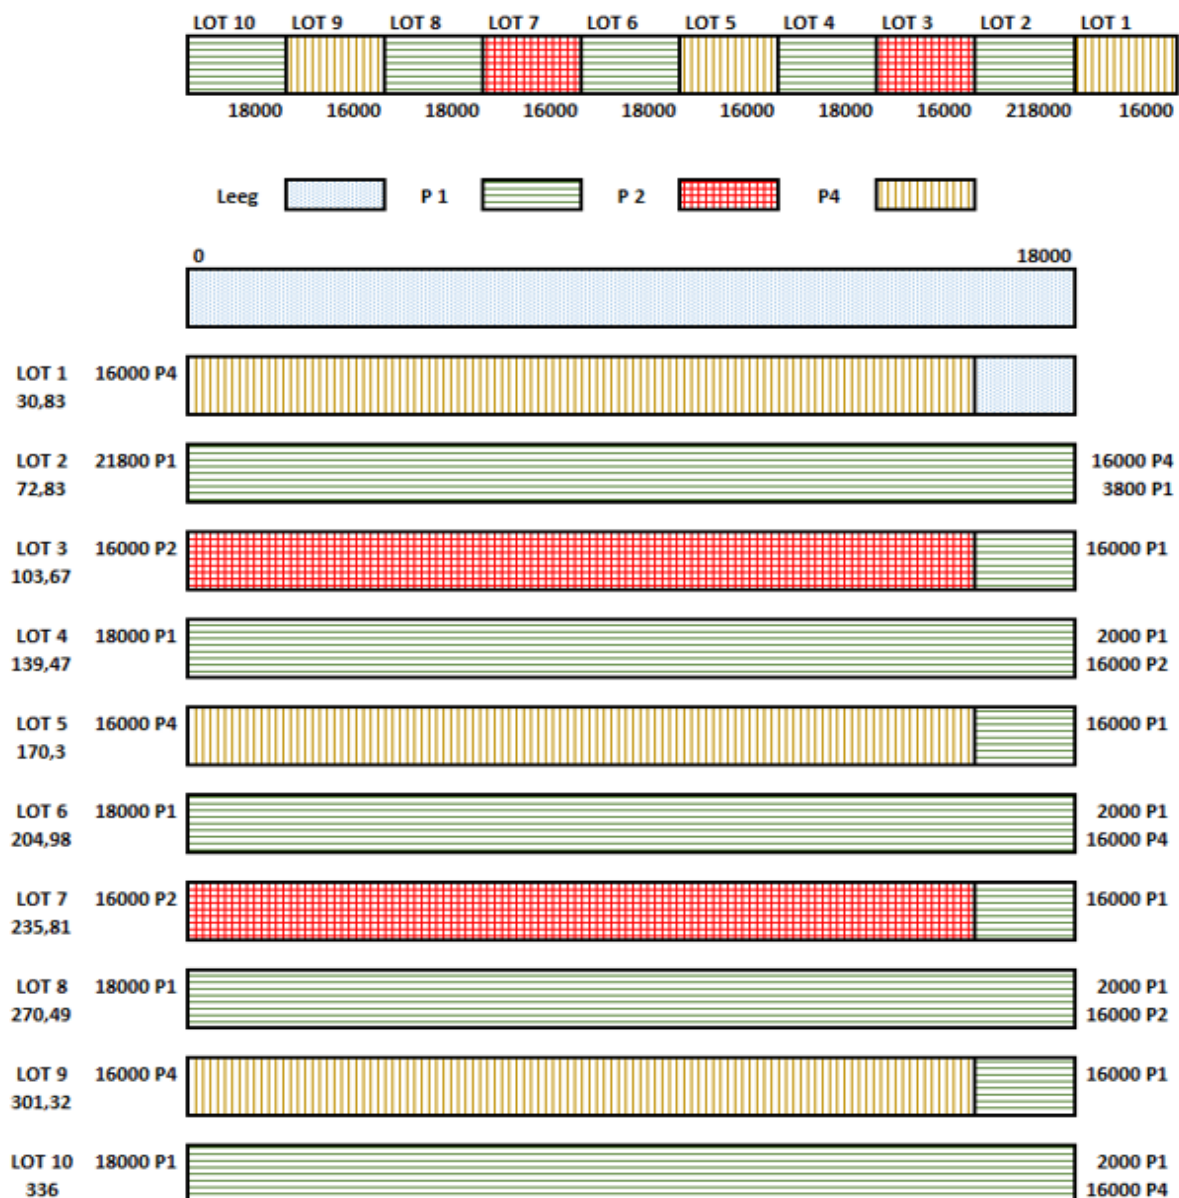 LOT 10 LOT 9 LOT 8 LOT 7 LOT 6 LOT 5 LOT 4 LOT 3 LOT 2 LOT 1
18000 16000 18000 16000 18000 16000 18000 16000 218000 16000
Leeg P 1 P 2 P4
0 18000
LOT 1 16000 P4
30,83
LOT 2 21800 P1 16000 P4
72,83 3800 P1
LOT 3 16000 P2 16000 P1
103,67
LOT 4 18000 P1 2000 P1
139,47 16000 P2
LOT 5 16000 P4 16000 P1
170,3
LOT 6 18000 P1 2000 P1
204,98 16000 P4
LOT 7 16000 P2 16000 P1
235,81
LOT 8 18000 P1 2000 P1
270,49 16000 P2
LOT 9 16000 P4 16000 P1
301,32
LOT 10 18000 P1 2000 P1
336 16000 P4